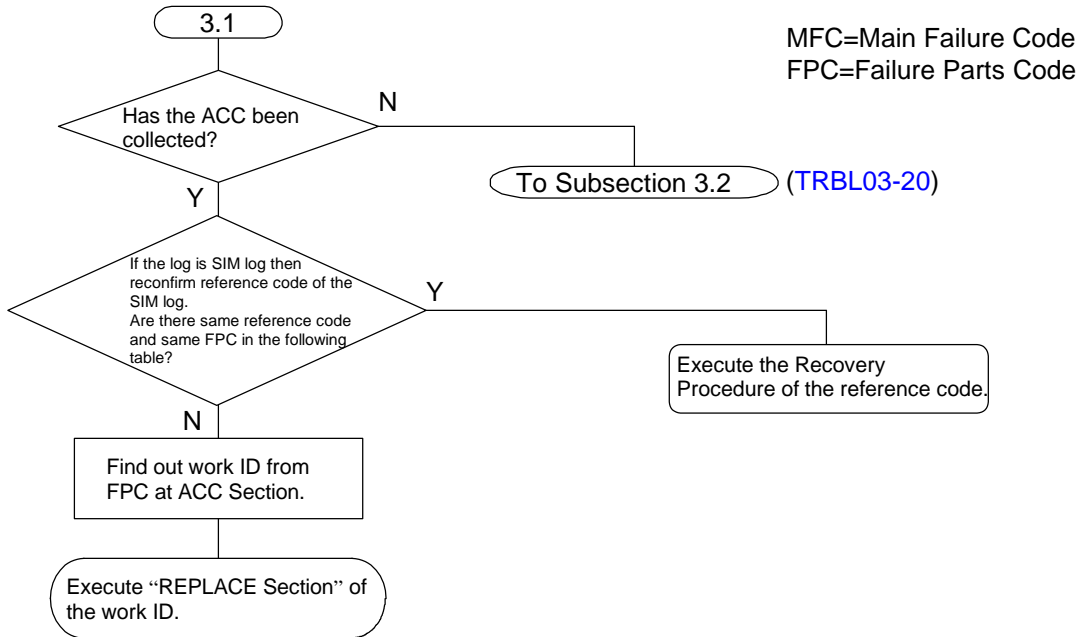 3.1
MFC=Main Failure Code
FPC=Failure Parts Code
Has the ACC been
collected?
N
To Subsection 3.2
(TRBL03-20)
Y
If the log is SIM log then
reconfirm reference code of the
SIM log.
Are there same reference code
and same FPC in the following
table?
Y
Execute the Recovery
Procedure of the reference code.
N
Find out work ID from
FPC at ACC Section.
Execute “REPLACE Section” of
the work ID.